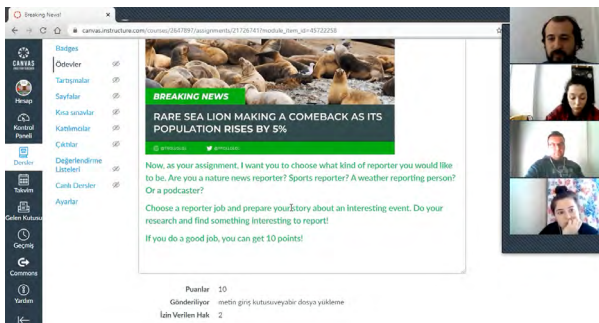 Breaking News!
canvas.instructure.com/courses/2647897/assignments/21726741?module_item_id=45722258
CANVAS
Hesap
Kontrol
Paneli
Dersler
Takvim
Gelen Kutusu
Geçmiş
Commons
Yardım
Badges
Ödevler
Tartışmalar
Sayfalar
Kısa sınavlar
Katılımcılar
Çıktılar
Değerlendirme
Listeleri
Canlı Dersler
Ayarlar
BREAKING NEWS
RARE SEA LION MAKING A COMEBACK AS ITS
POPULATION RISES BY 5%
Now, as your assignment, I want you to choose what kind of reporter you would like
to be. Are you a nature news reporter? Sports reporter? A weather reporting person?
Or a podcaster?
Choose a reporter job and prepare your story about an interesting event. Do your
research and find something interesting to report!
If you do a good job, you can get 10 points!
Puanlar 10
Gönderiliyor metin giriş kutusuveyabir dosya yükleme
İzin Verilen Hak 2